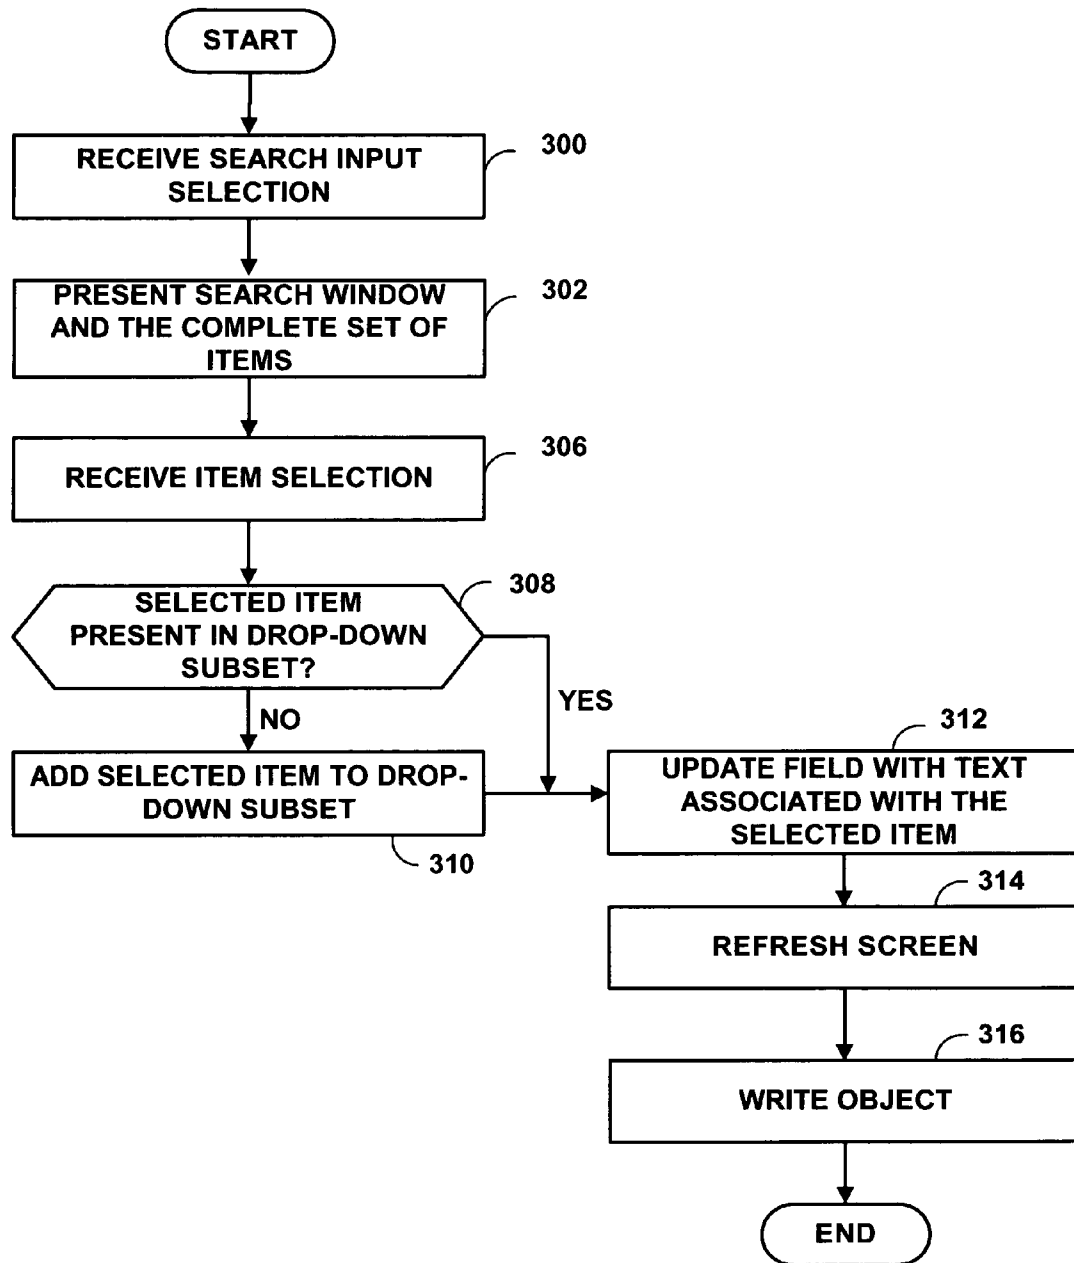 START
RECEIVE SEARCH INPUT
SELECTION
300
PRESENT SEARCH WINDOW
AND THE COMPLETE SET OF
ITEMS
302
RECEIVE ITEM SELECTION
306
SELECTED ITEM
PRESENT IN DROP-DOWN
SUBSET?
308
NO
YES
ADD SELECTED ITEM TO DROP-
DOWN SUBSET
310
UPDATE FIELD WITH TEXT
ASSOCIATED WITH THE
SELECTED ITEM
312
REFRESH SCREEN
314
WRITE OBJECT
316
END